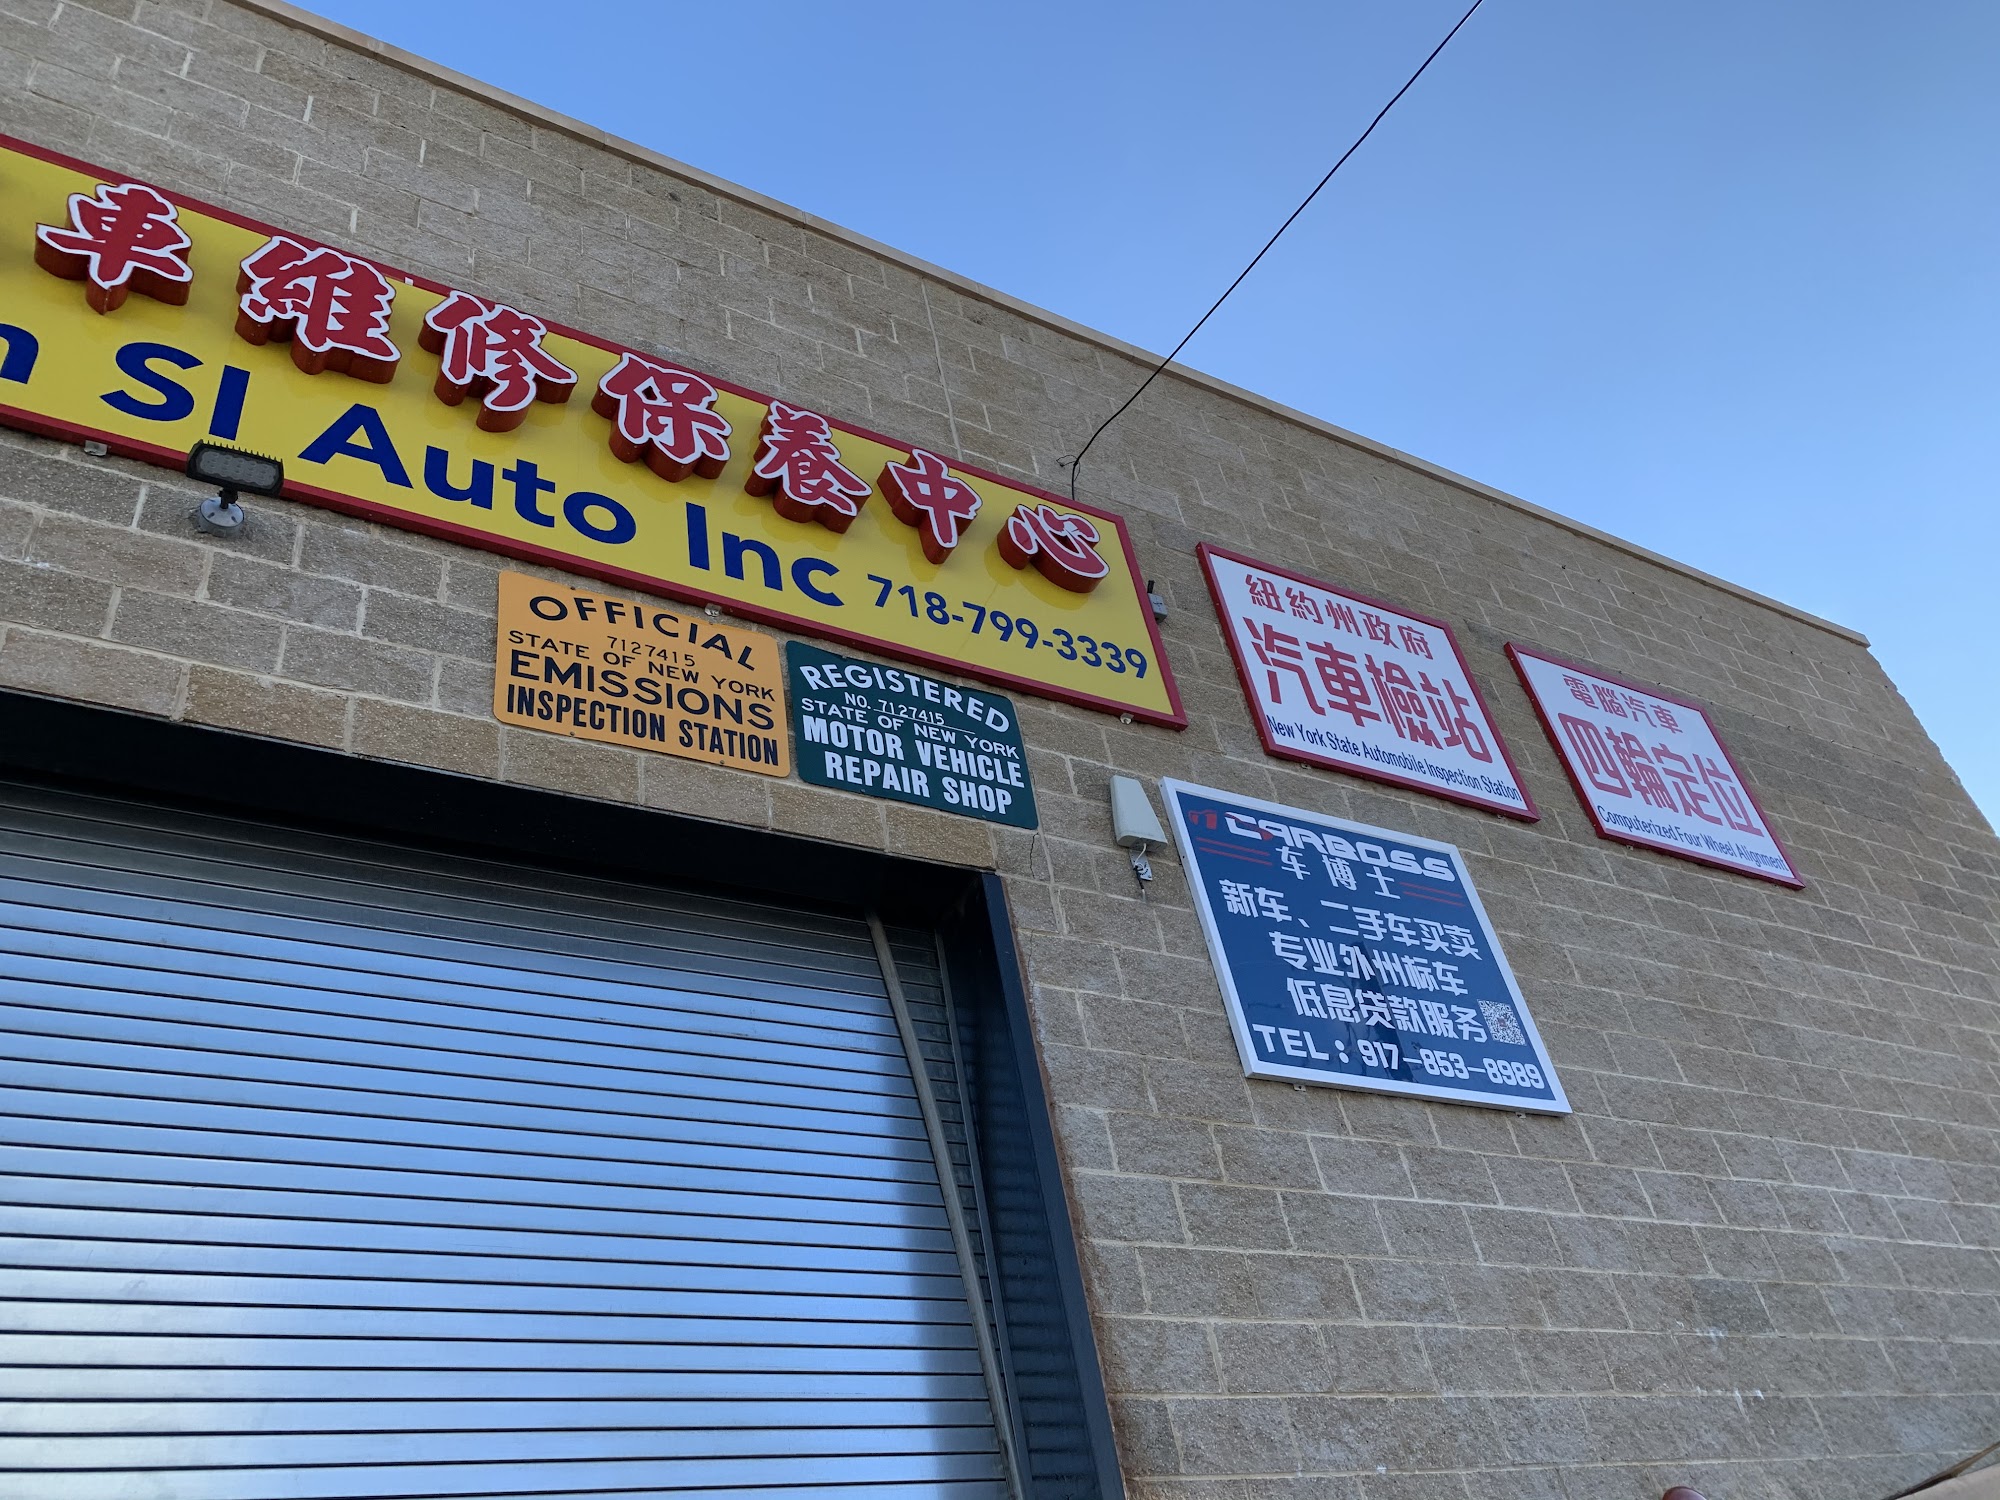 車維修保養中心
SI Auto Inc 718-799-3339
OFFICIAL
7127415
STATE OF NEW YORK
EMISSIONS
INSPECTION STATION
REGISTERED
NO. 7127415
STATE OF NEW YORK
MOTOR VEHICLE
REPAIR SHOP
紐約州政府
汽車檢站
New York State Automobile Inspection Station
電腦汽車
四輪定位
Computerized Four Wheel Alignment
CARBOSS
车博士
新车、二手车买卖
专业外州标车
低息贷款服务
TEL:917-853-8989